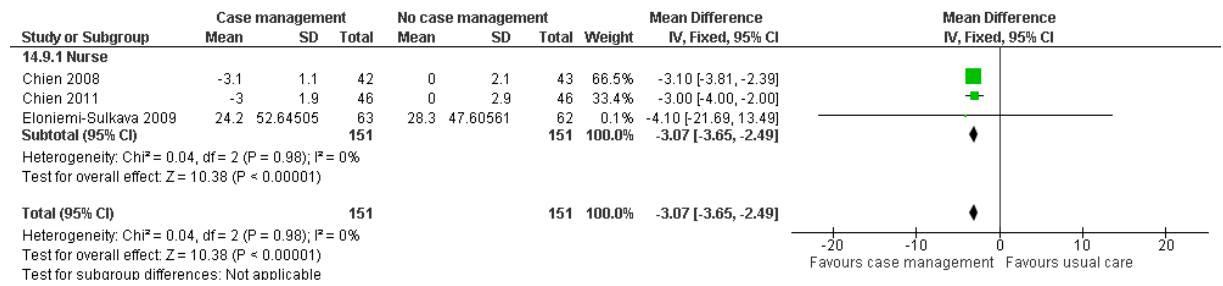 Case management No case management Mean Difference Mean Difference
Study or Subgroup Mean SD Total Mean SD Total Weight IV, Fixed, 95% CI IV, Fixed, 95% CI
14.9.1 Nurse
Chien 2008 -3.1 1.1 42 0 2.1 43 66.5% -3.10 [-3.81, -2.39]
Chien 2011 -3 1.9 46 0 2.9 46 33.4% -3.00 [-4.00, -2.00]
Eloniemi-Sulkava 2009 24.2 52.64505 63 28.3 47.60561 62 0.1% -4.10 [-21.69, 13.49]
Subtotal (95% CI) 151 151 100.0% -3.07 [-3.65, -2.49]
Heterogeneity: Chi² = 0.04, df = 2 (P = 0.98); I² = 0%
Test for overall effect: Z = 10.38 (P < 0.00001)
Total (95% CI) 151 151 100.0% -3.07 [-3.65, -2.49]
Heterogeneity: Chi² = 0.04, df = 2 (P = 0.98); I² = 0%
Test for overall effect: Z = 10.38 (P < 0.00001)
Test for subgroup differences: Not applicable
-20 -10 0 10 20
Favours case management Favours usual care